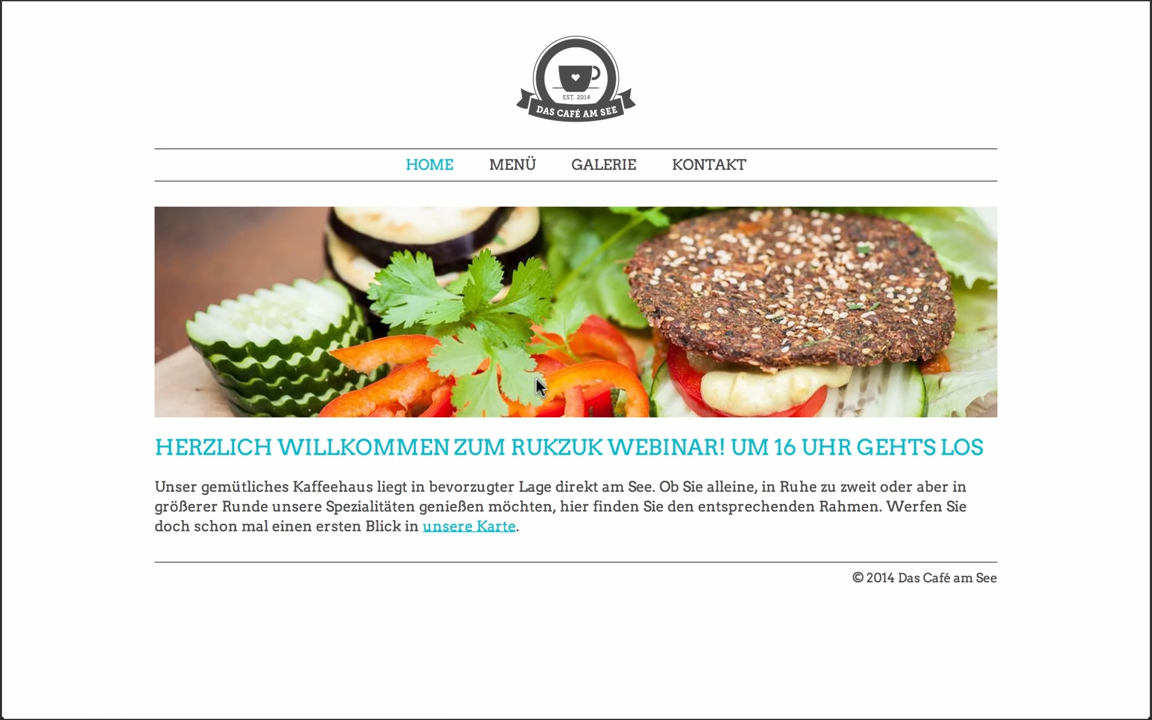 EST. 2014
DAS CAFÉ AM SEE
HOME MENÜ GALERIE KONTAKT
HERZLICH WILLKOMMEN ZUM RUKZUK WEBINAR! UM 16 UHR GEHTS LOS
Unser gemütliches Kaffeehaus liegt in bevorzugter Lage direkt am See. Ob Sie alleine, in Ruhe zu zweit oder aber in
größerer Runde unsere Spezialitäten genießen möchten, hier finden Sie den entsprechenden Rahmen. Werfen Sie
doch schon mal einen ersten Blick in unsere Karte.
© 2014 Das Café am See